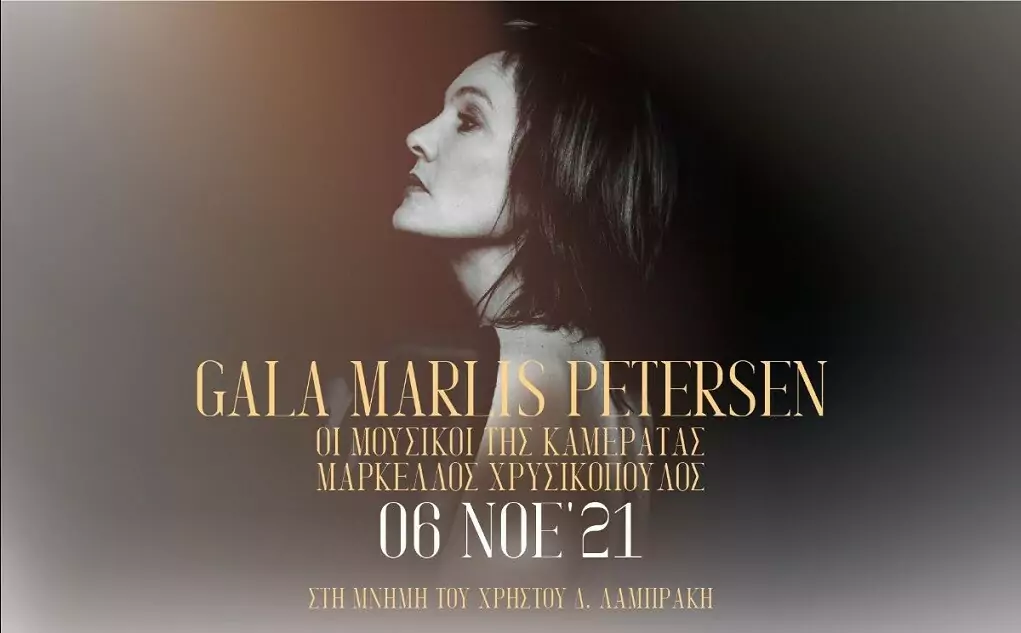 GALA MARLIS PETERSEN
ΟΙ ΜΟΥΣΙΚΟΙ ΤΗΣ ΚΑΜΕΡΑΤΑΣ
ΜΑΡΚΕΛΛΟΣ ΧΡΥΣΙΚΟΠΟΥΛΟΣ
06 ΝΟΕ'21
ΣΤΗ ΜΝΗΜΗ ΤΟΥ ΧΡΗΣΤΟΥ Δ. ΛΑΜΠΡΑΚΗ